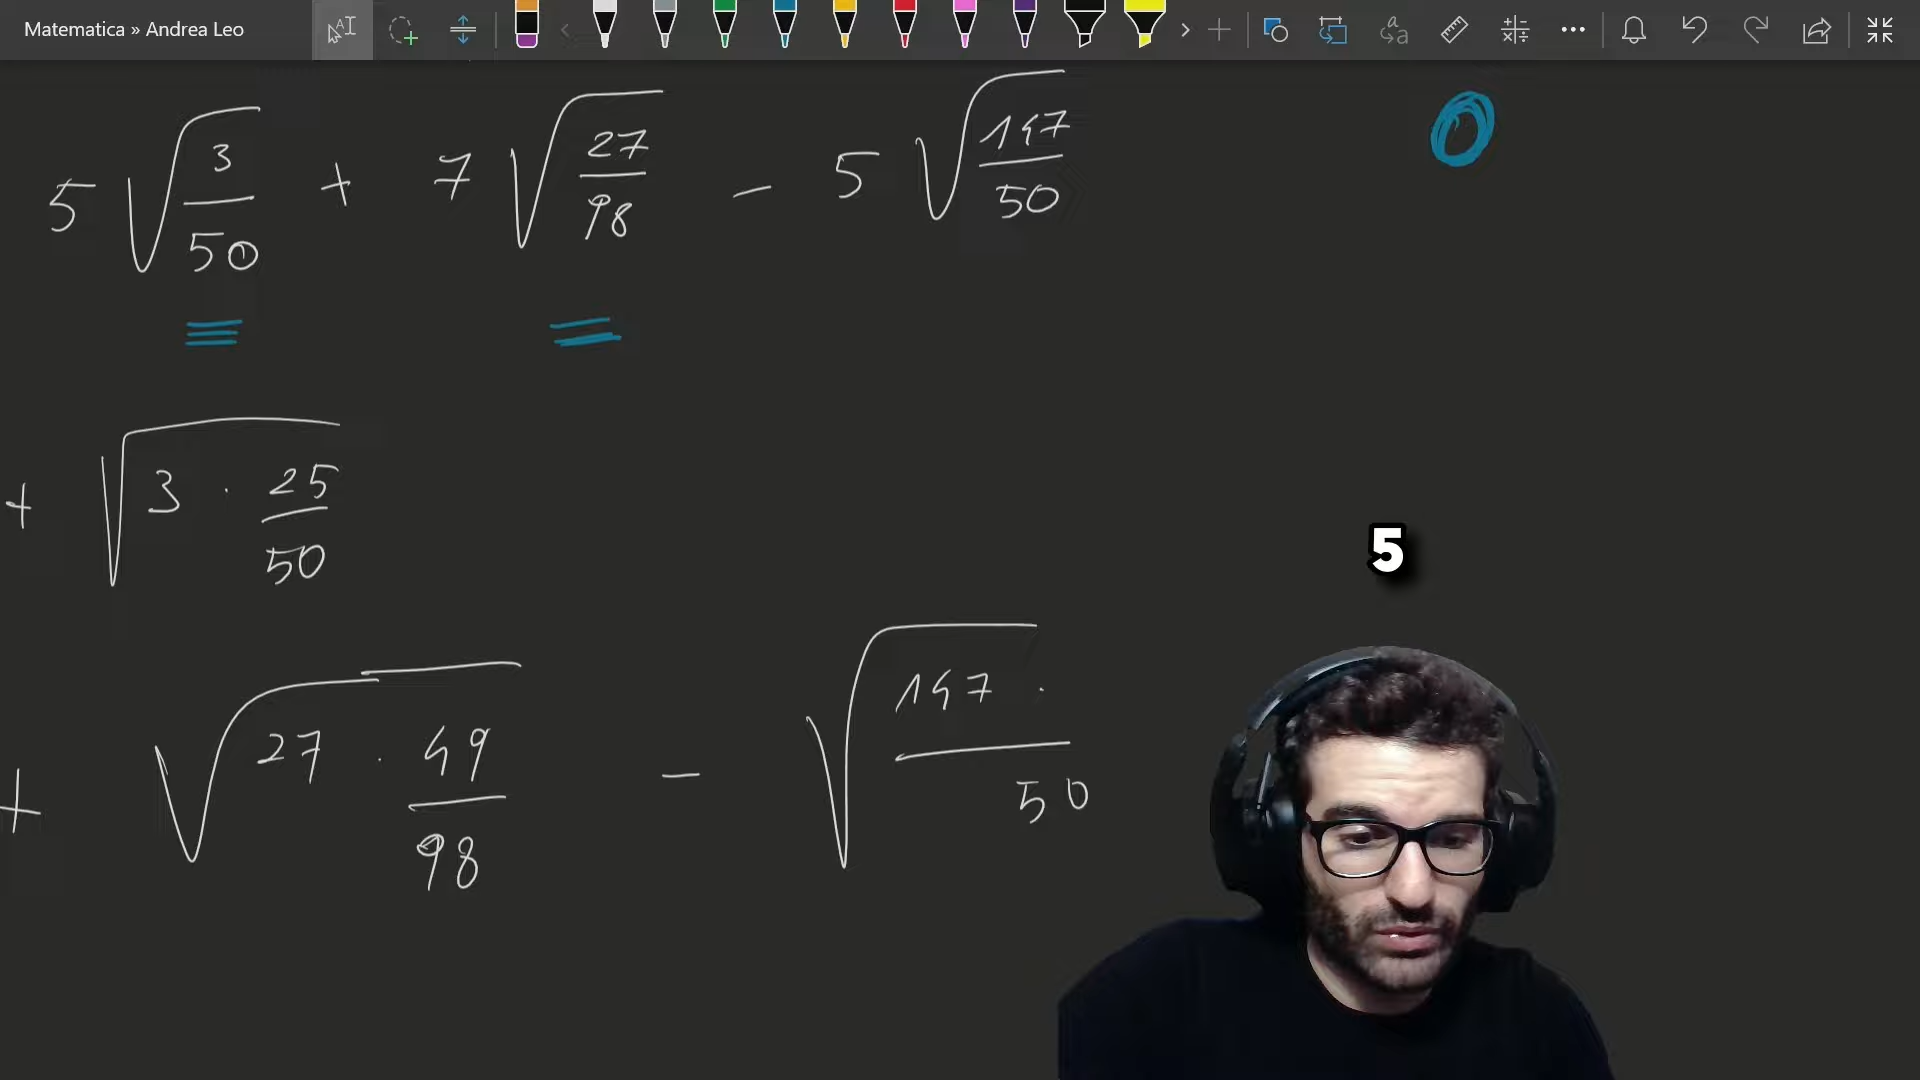 Matematica » Andrea Leo
5 √(3/50) + 7 √(27/98) - 5 √(147/50)
0
+ √(3 · 25/50)
5
+ √(27 · 49/98) - √(147 · /50)